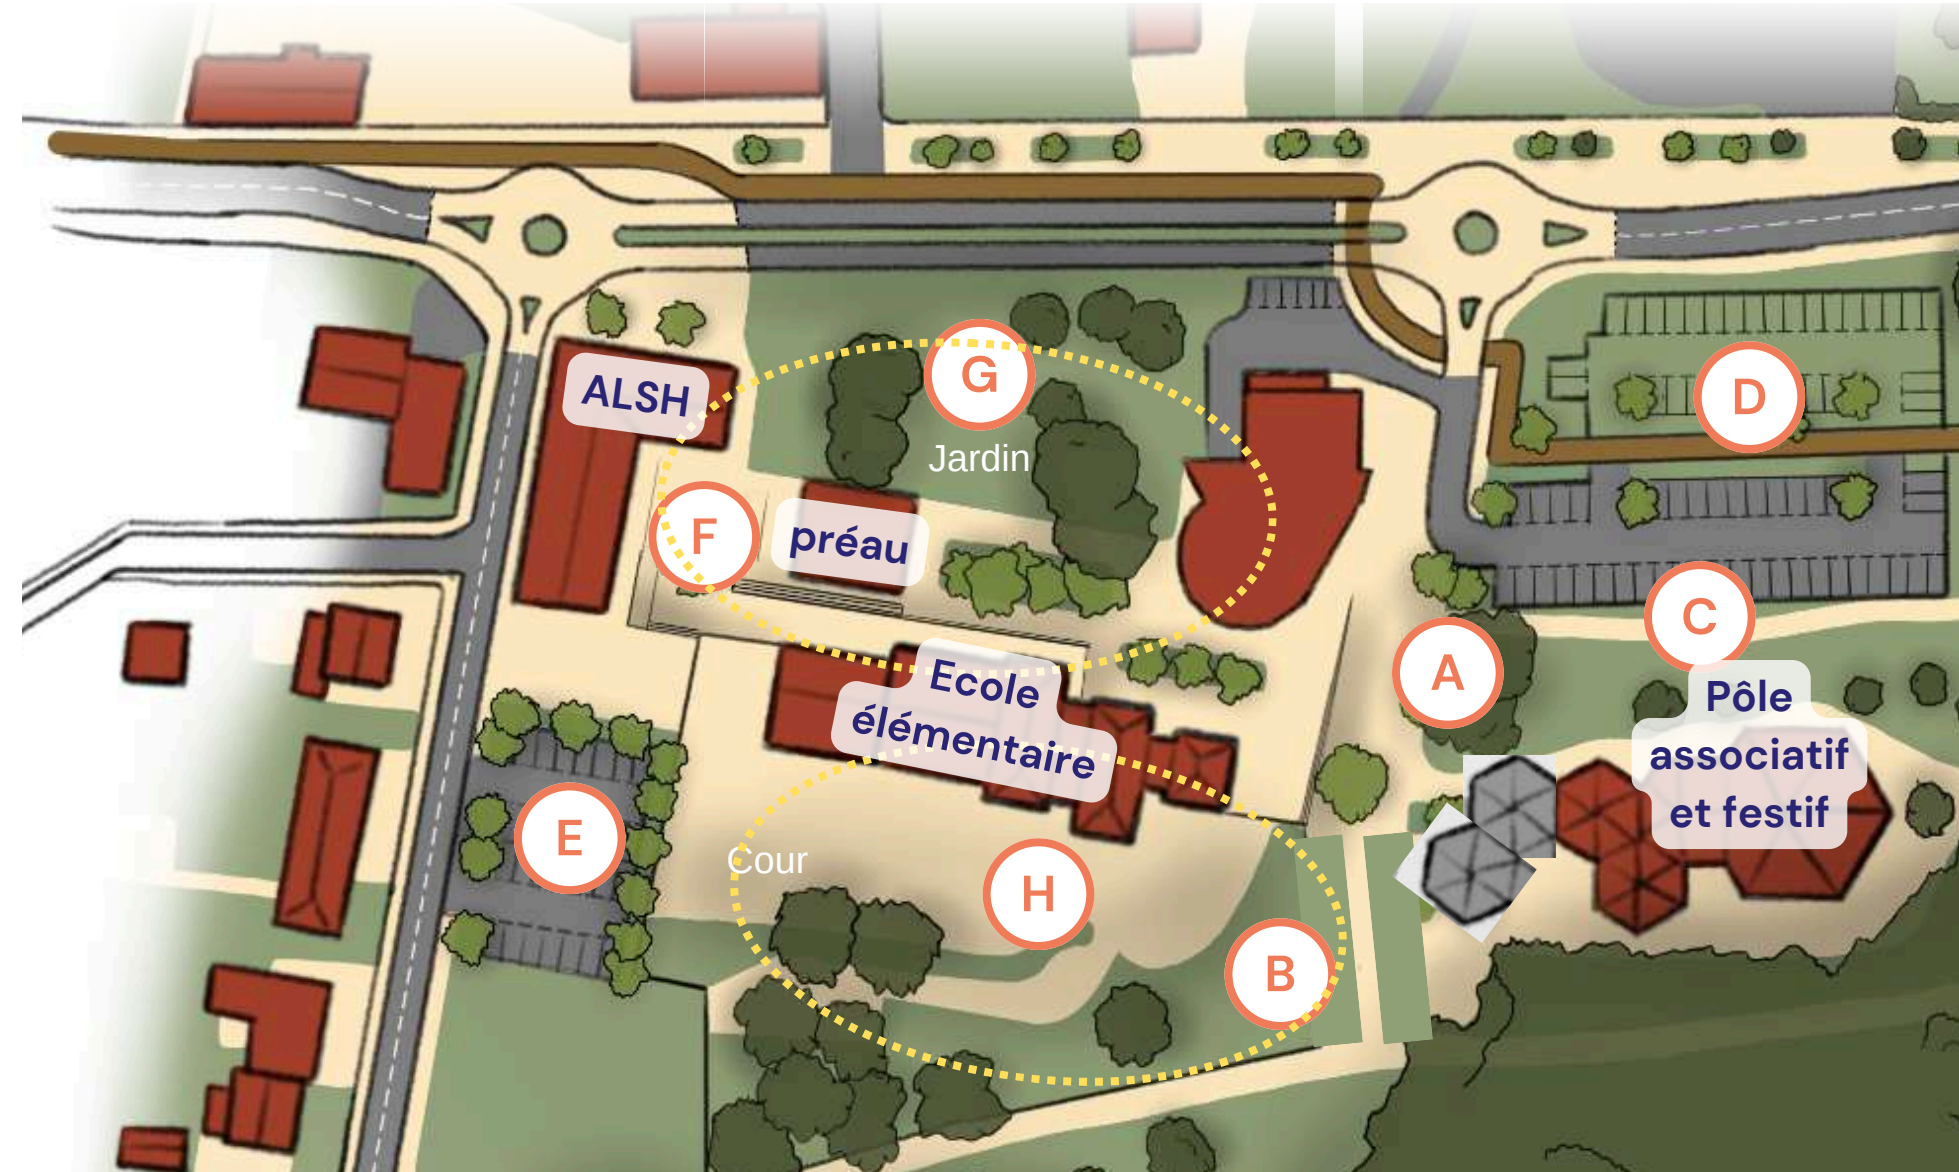 G
ALSH
D
Jardin
F
préau
C
A
Ecole
élémentaire
Pôle
associatif
et festif
E
Cour
H
B